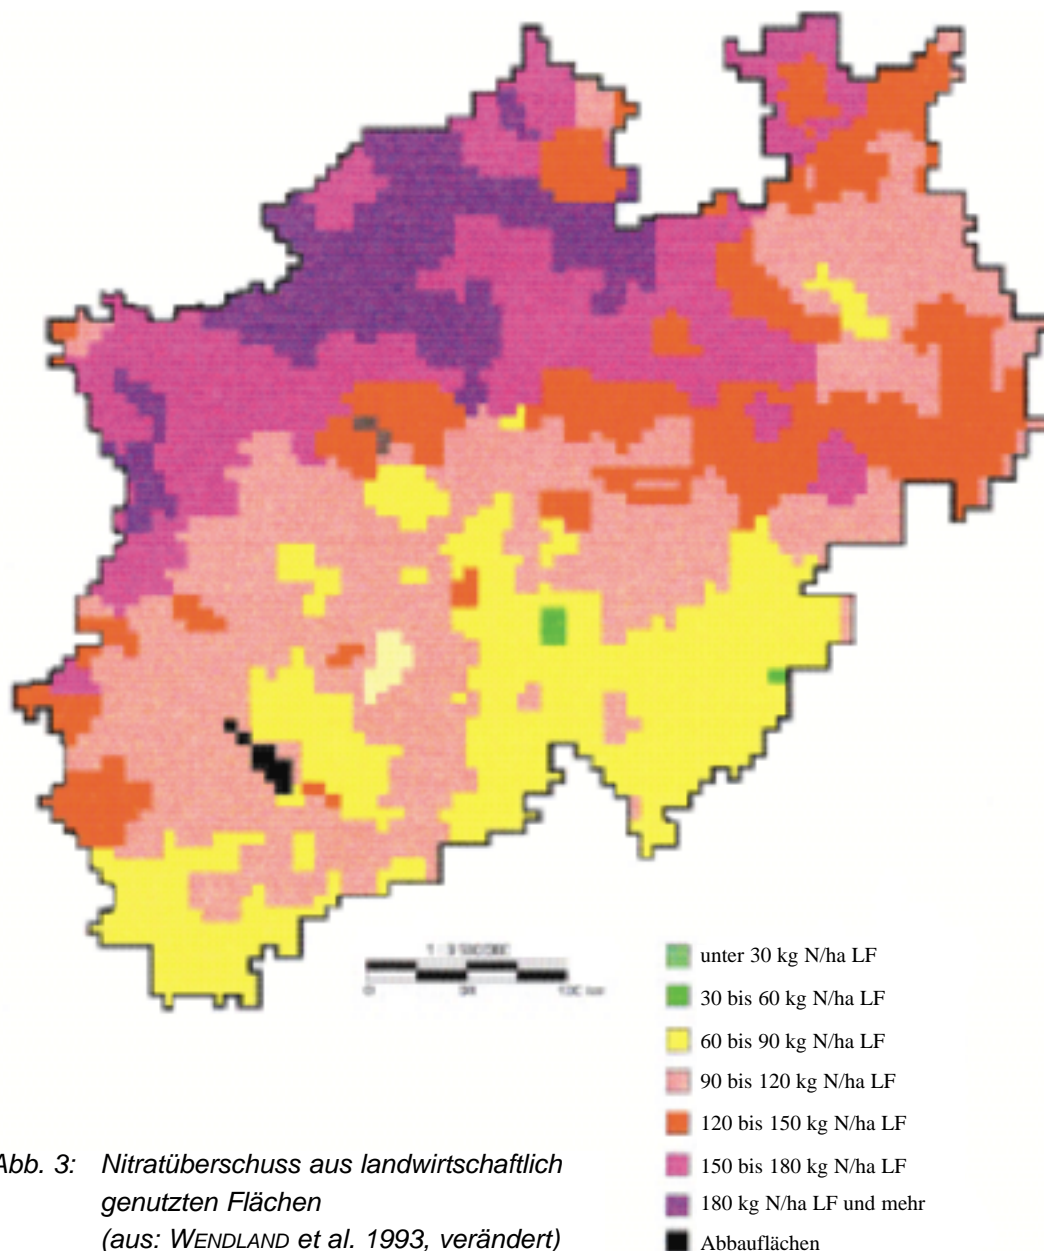 0
unter 30 kg N/ha LF
30 bis 60 kg N/ha LF
60 bis 90 kg N/ha LF
90 bis 120 kg N/ha LF
120 bis 150 kg N/ha LF
150 bis 180 kg N/ha LF
180 kg N/ha LF und mehr
Abbauflächen
Abb. 3: Nitratüberschuss aus landwirtschaftlich
genutzten Flächen
(aus: WENDLAND et al. 1993, verändert)